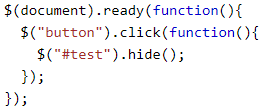 $(document).ready(function(){
  $("button").click(function(){
    $("#test").hide();
  });
});